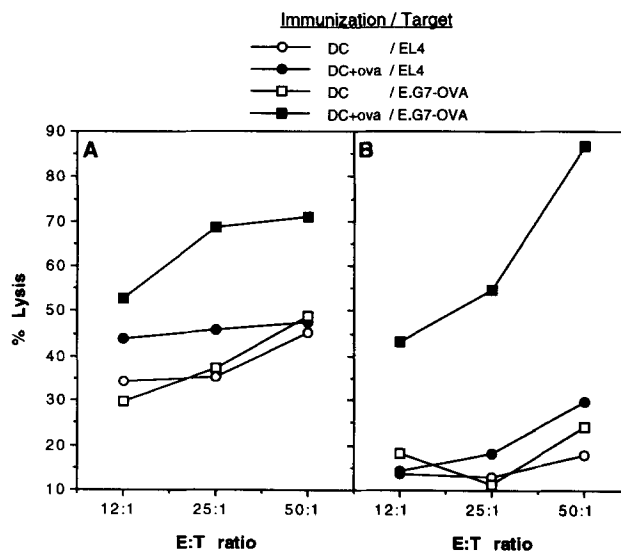 Immunization / Target
DC / EL4
DC+ova / EL4
DC / E.G7-OVA
DC+ova / E.G7-OVA
% Lysis
90
80
70
60
50
40
30
20
10
A
B
12:1
25:1
50:1
12:1
25:1
50:1
E:T ratio
E:T ratio